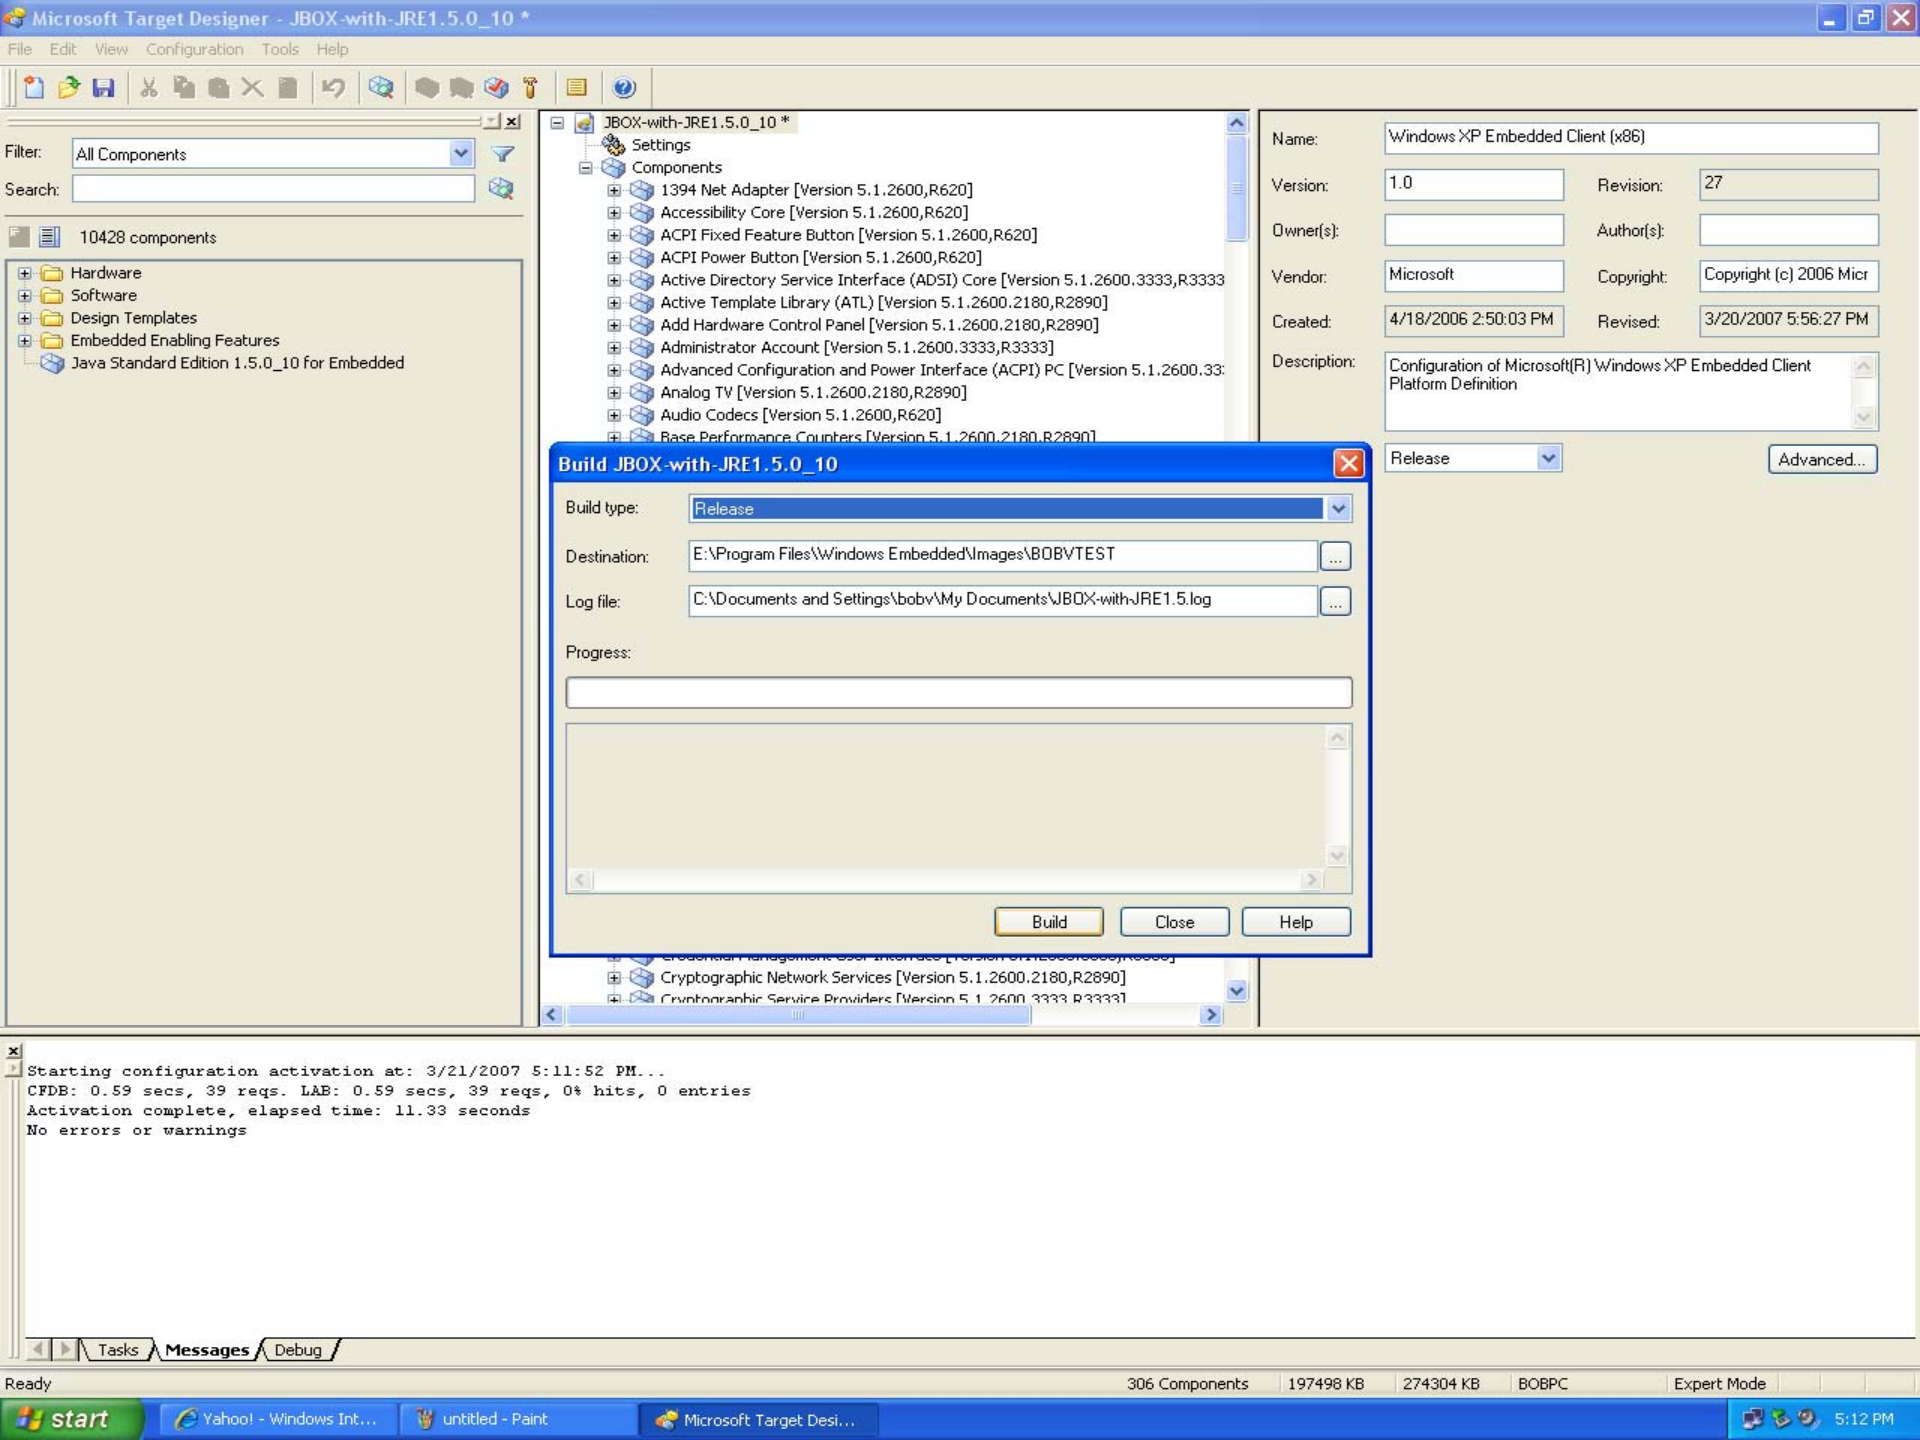 Microsoft Target Designer - JBOX-with-JRE1.5.0_10 *
File Edit View Configuration Tools Help
Filter: All Components
Search:
10428 components
Hardware
Software
Design Templates
Embedded Enabling Features
Java Standard Edition 1.5.0_10 for Embedded
JBOX-with-JRE1.5.0_10 *
Settings
Components
1394 Net Adapter [Version 5.1.2600,R620]
Accessibility Core [Version 5.1.2600,R620]
ACPI Fixed Feature Button [Version 5.1.2600,R620]
ACPI Power Button [Version 5.1.2600,R620]
Active Directory Service Interface (ADSI) Core [Version 5.1.2600.3333,R3333
Active Template Library (ATL) [Version 5.1.2600.2180,R2890]
Add Hardware Control Panel [Version 5.1.2600.2180,R2890]
Administrator Account [Version 5.1.2600.3333,R3333]
Advanced Configuration and Power Interface (ACPI) PC [Version 5.1.2600.33
Analog TV [Version 5.1.2600.2180,R2890]
Audio Codecs [Version 5.1.2600,R620]
Base Performance Counters [Version 5.1.2600.2180,R2890]
Cryptographic Network Services [Version 5.1.2600.2180,R2890]
Cryptographic Service Providers [Version 5.1.2600.3333,R3333]
Name: Windows XP Embedded Client (x86)
Version: 1.0 Revision: 27
Owner(s): Author(s):
Vendor: Microsoft Copyright: Copyright (c) 2006 Micr
Created: 4/18/2006 2:50:03 PM Revised: 3/20/2007 5:56:27 PM
Description: Configuration of Microsoft(R) Windows XP Embedded Client
Platform Definition
Release Advanced...
Build JBOX-with-JRE1.5.0_10
Build type: Release
Destination: E:\Program Files\Windows Embedded\Images\BOBVTEST ...
Log file: C:\Documents and Settings\bobv\My Documents\JBOX-with-JRE1.5.log ...
Progress:
Build Close Help
Starting configuration activation at: 3/21/2007 5:11:52 PM...
CFDB: 0.59 secs, 39 reqs. LAB: 0.59 secs, 39 reqs, 0% hits, 0 entries
Activation complete, elapsed time: 11.33 seconds
No errors or warnings
Tasks Messages Debug
Ready 306 Components 197498 KB 274304 KB BOBPC Expert Mode
start Yahoo! - Windows Int... untitled - Paint Microsoft Target Desi... 5:12 PM